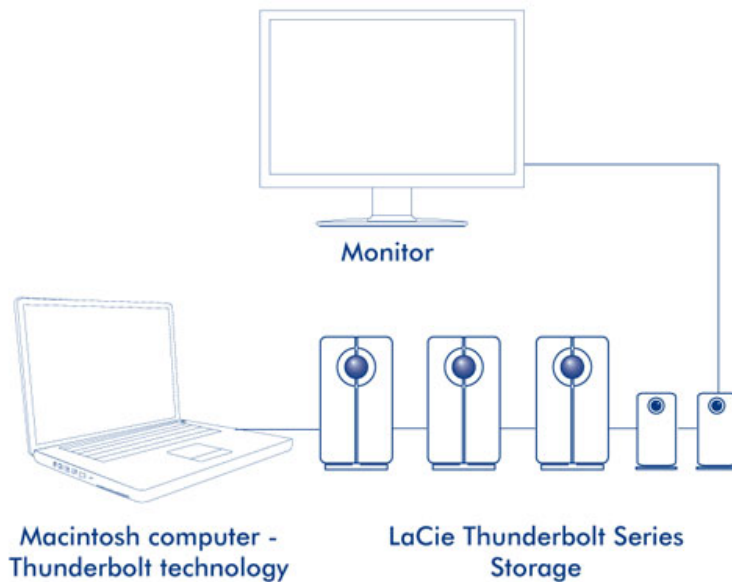 Monitor
Macintosh computer -
Thunderbolt technology
LaCie Thunderbolt Series
Storage